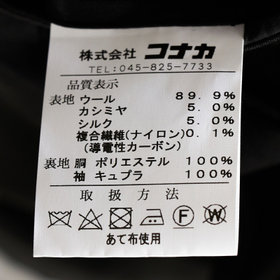 株式会社 コナカ
TEL:045-825-7733
品質表示
表地 ウール 89.9%
カシミヤ 5.0%
シルク 5.0%
複合繊維(ナイロン)0.1%
(導電性カーボン)
裏地 胴 ポリエステル 100%
袖 キュプラ 100%
取扱方法
P F W
あて布使用